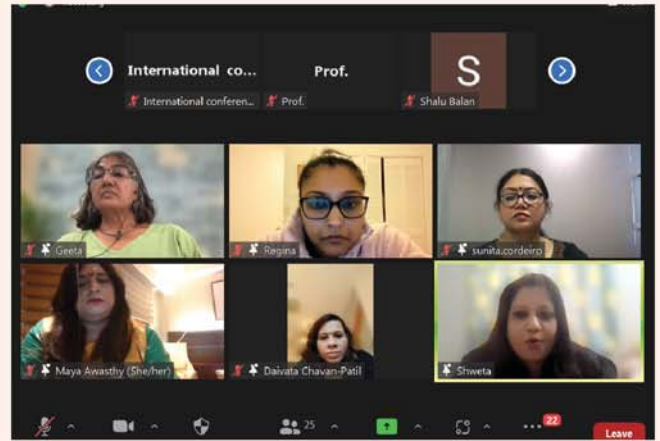 International co...
Prof.
S
International conferen...
Prof.
Shalu Balan
Geeta
Regina
sunita.cordeiro
Maya Awasthy (She/her)
Daivata Chavan-Patil
Shweta
25
22
Leave